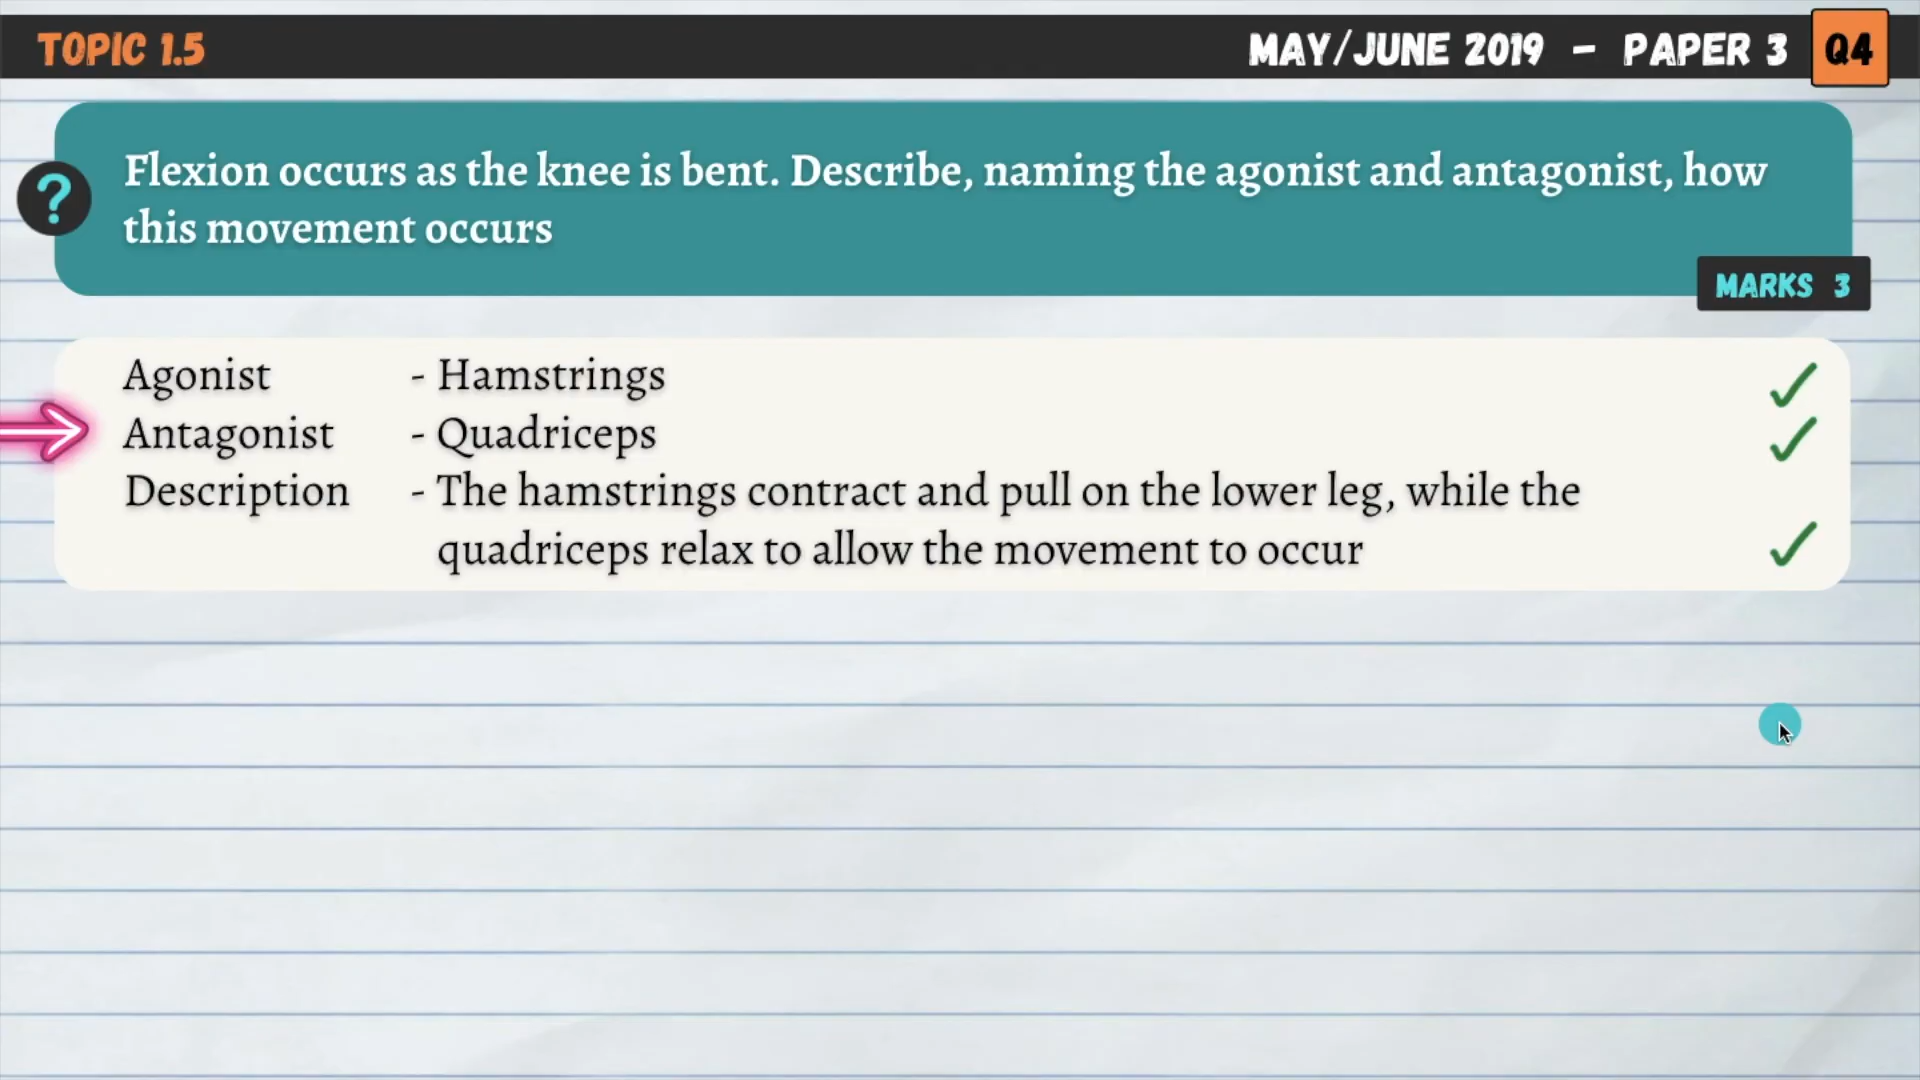 TOPIC 1.5
MAY/JUNE 2019 - PAPER 3 Q4
?
Flexion occurs as the knee is bent. Describe, naming the agonist and antagonist, how
this movement occurs
MARKS 3
Agonist - Hamstrings
Antagonist - Quadriceps
Description - The hamstrings contract and pull on the lower leg, while the
quadriceps relax to allow the movement to occur